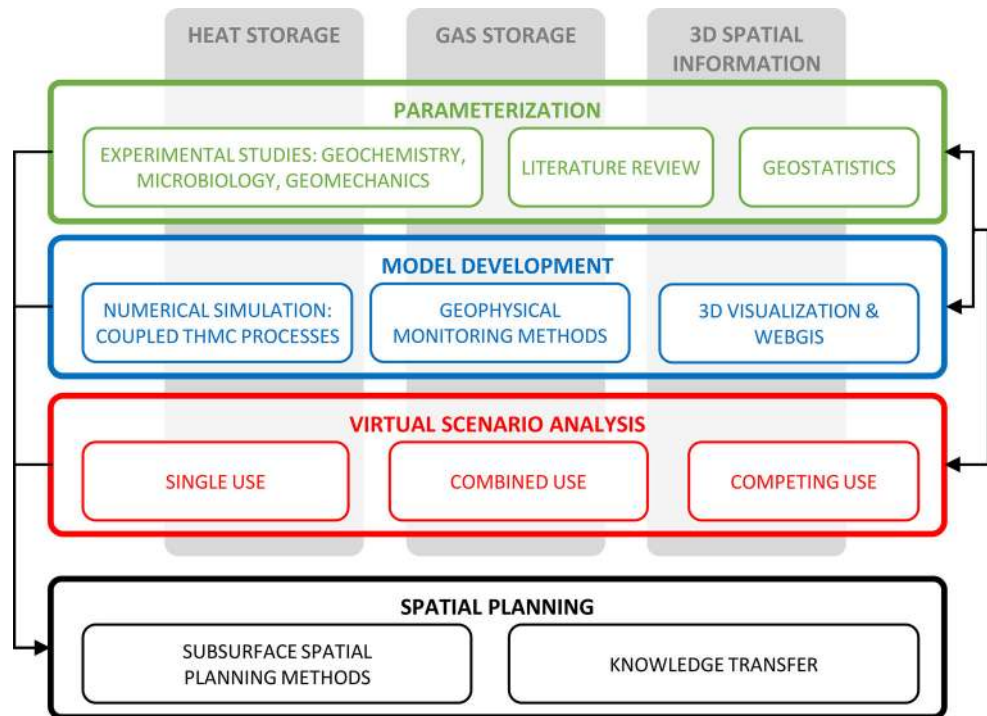 HEAT STORAGE
GAS STORAGE
3D SPATIAL
INFORMATION
PARAMETERIZATION
EXPERIMENTAL STUDIES: GEOCHEMISTRY,
MICROBIOLOGY, GEOMECHANICS
LITERATURE REVIEW
GEOSTATISTICS
MODEL DEVELOPMENT
NUMERICAL SIMULATION:
COUPLED THMC PROCESSES
GEOPHYSICAL
MONITORING METHODS
3D VISUALIZATION &
WEBGIS
VIRTUAL SCENARIO ANALYSIS
SINGLE USE
COMBINED USE
COMPETING USE
SPATIAL PLANNING
SUBSURFACE SPATIAL
PLANNING METHODS
KNOWLEDGE TRANSFER